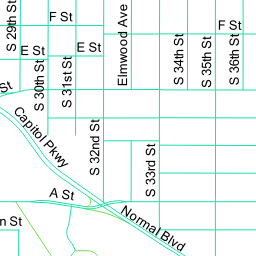 F St
F St
S 29th St
Elmwood Ave
E St
E St
S 34th St
S 35th St
S 36th St
St
S 30th St
S 31st St
Capitol Pkwy
S 32nd St
S 33rd St
A St
Normal Blvd
n St